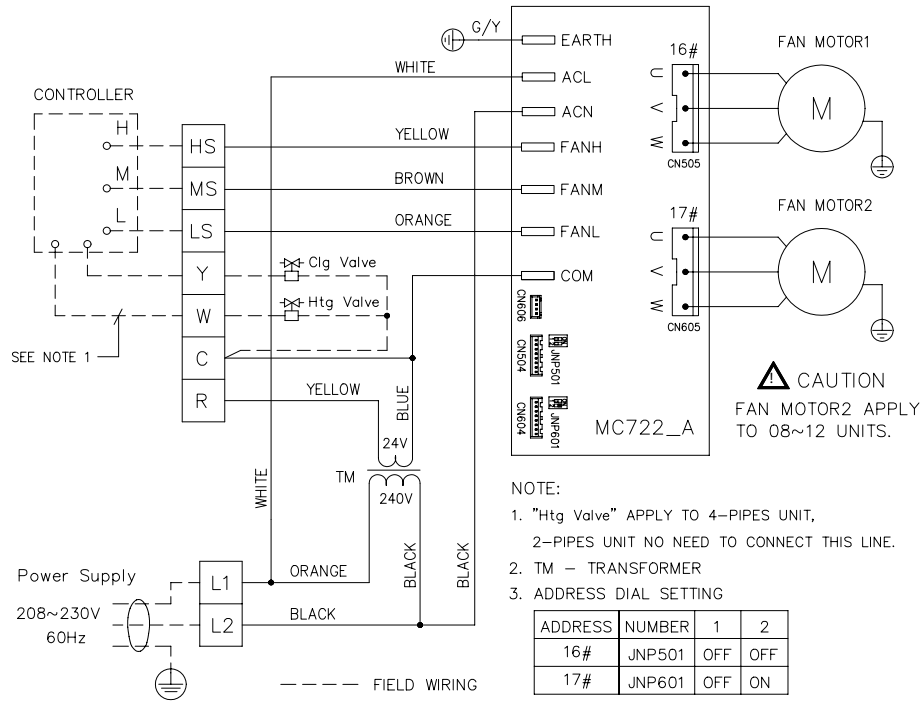 G/Y
EARTH
WHITE
ACL
ACN
16#
FAN MOTOR1
U
V
W
M
CN505
CONTROLLER
H
M
L
HS
YELLOW
FANH
MS
BROWN
FANM
LS
ORANGE
FANL
17#
FAN MOTOR2
U
V
W
M
CN605
Y
Clg Valve
COM
W
Htg Valve
CN606
SEE NOTE 1
C
CN504
JNP501
R
YELLOW
BLUE
CN604
JNP601
MC722_A
! CAUTION
FAN MOTOR2 APPLY
TO 08~12 UNITS.
24V
TM
240V
WHITE
BLACK
BLACK
Power Supply
208~230V
60Hz
L1
ORANGE
L2
BLACK
FIELD WIRING
NOTE:
1. "Htg Valve" APPLY TO 4-PIPES UNIT,
2-PIPES UNIT NO NEED TO CONNECT THIS LINE.
2. TM - TRANSFORMER
3. ADDRESS DIAL SETTING
ADDRESS NUMBER 1 2
16# JNP501 OFF OFF
17# JNP601 OFF ON